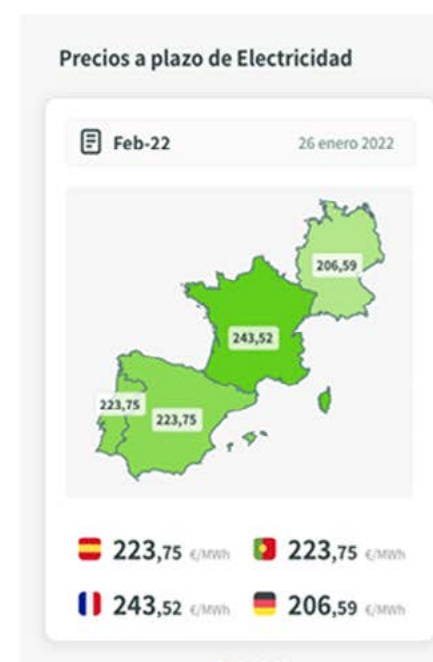 Precios a plazo de Electricidad
Feb-22 26 enero 2022
206,59
243,52
223,75
223,75
223,75 €/MWh 223,75 €/MWh
243,52 €/MWh 206,59 €/MWh